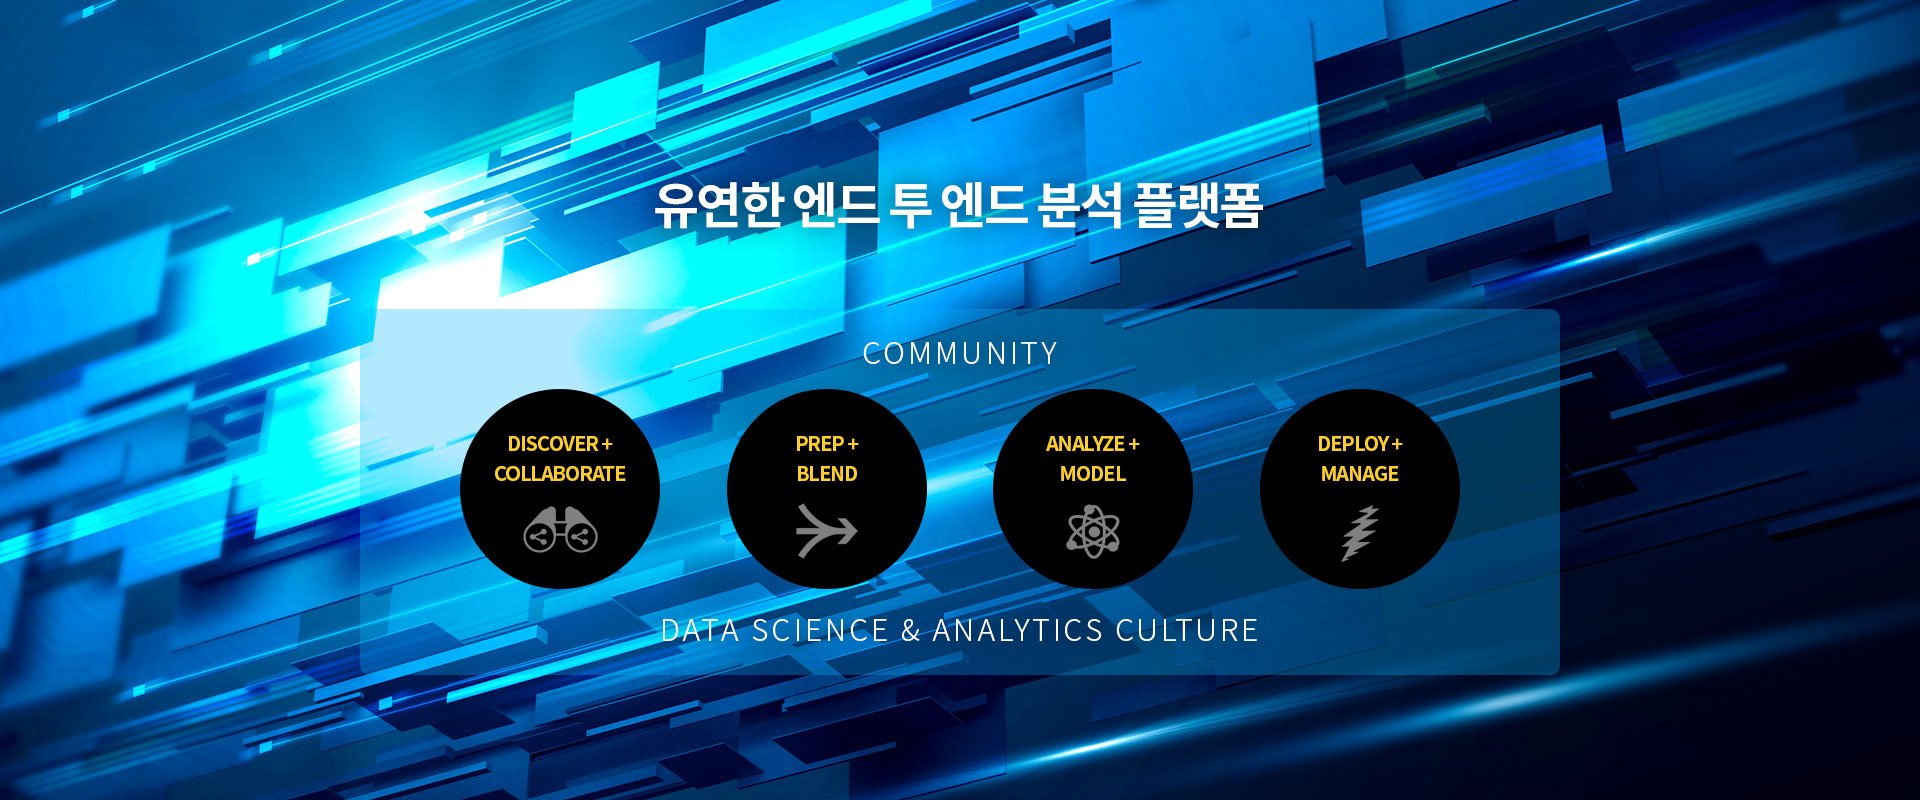 유연한 엔드 투 엔드 분석 플랫폼
COMMUNITY
DISCOVER +
COLLABORATE
PREP +
BLEND
ANALYZE +
MODEL
DEPLOY +
MANAGE
DATA SCIENCE & ANALYTICS CULTURE